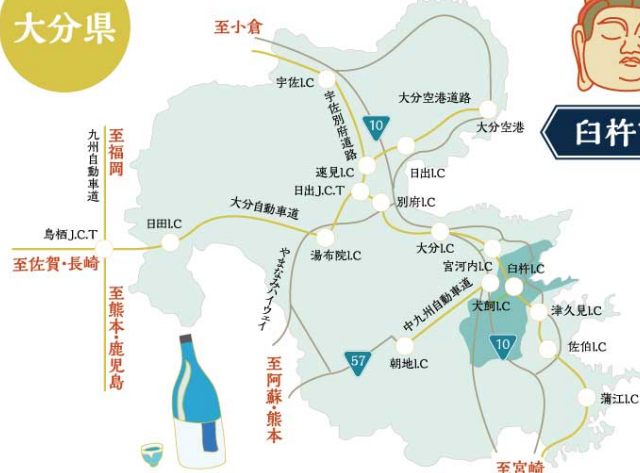 大分県
至小倉
宇佐I.C
宇佐別府道路
10
大分空港道路
大分空港
臼杵
九州自動車道
至福岡
速見I.C
日出I.C
日出J.C.T
別府I.C
大分自動車道
鳥栖J.C.T
日田I.C
湯布院I.C
大分I.C
至佐賀・長崎
宮河内I.C
臼杵I.C
やまなみハイウェイ
中九州自動車道
犬飼I.C
津久見I.C
至熊本・鹿児島
10
佐伯I.C
57
朝地I.C
至阿蘇・熊本
蒲江I.C
至宮崎